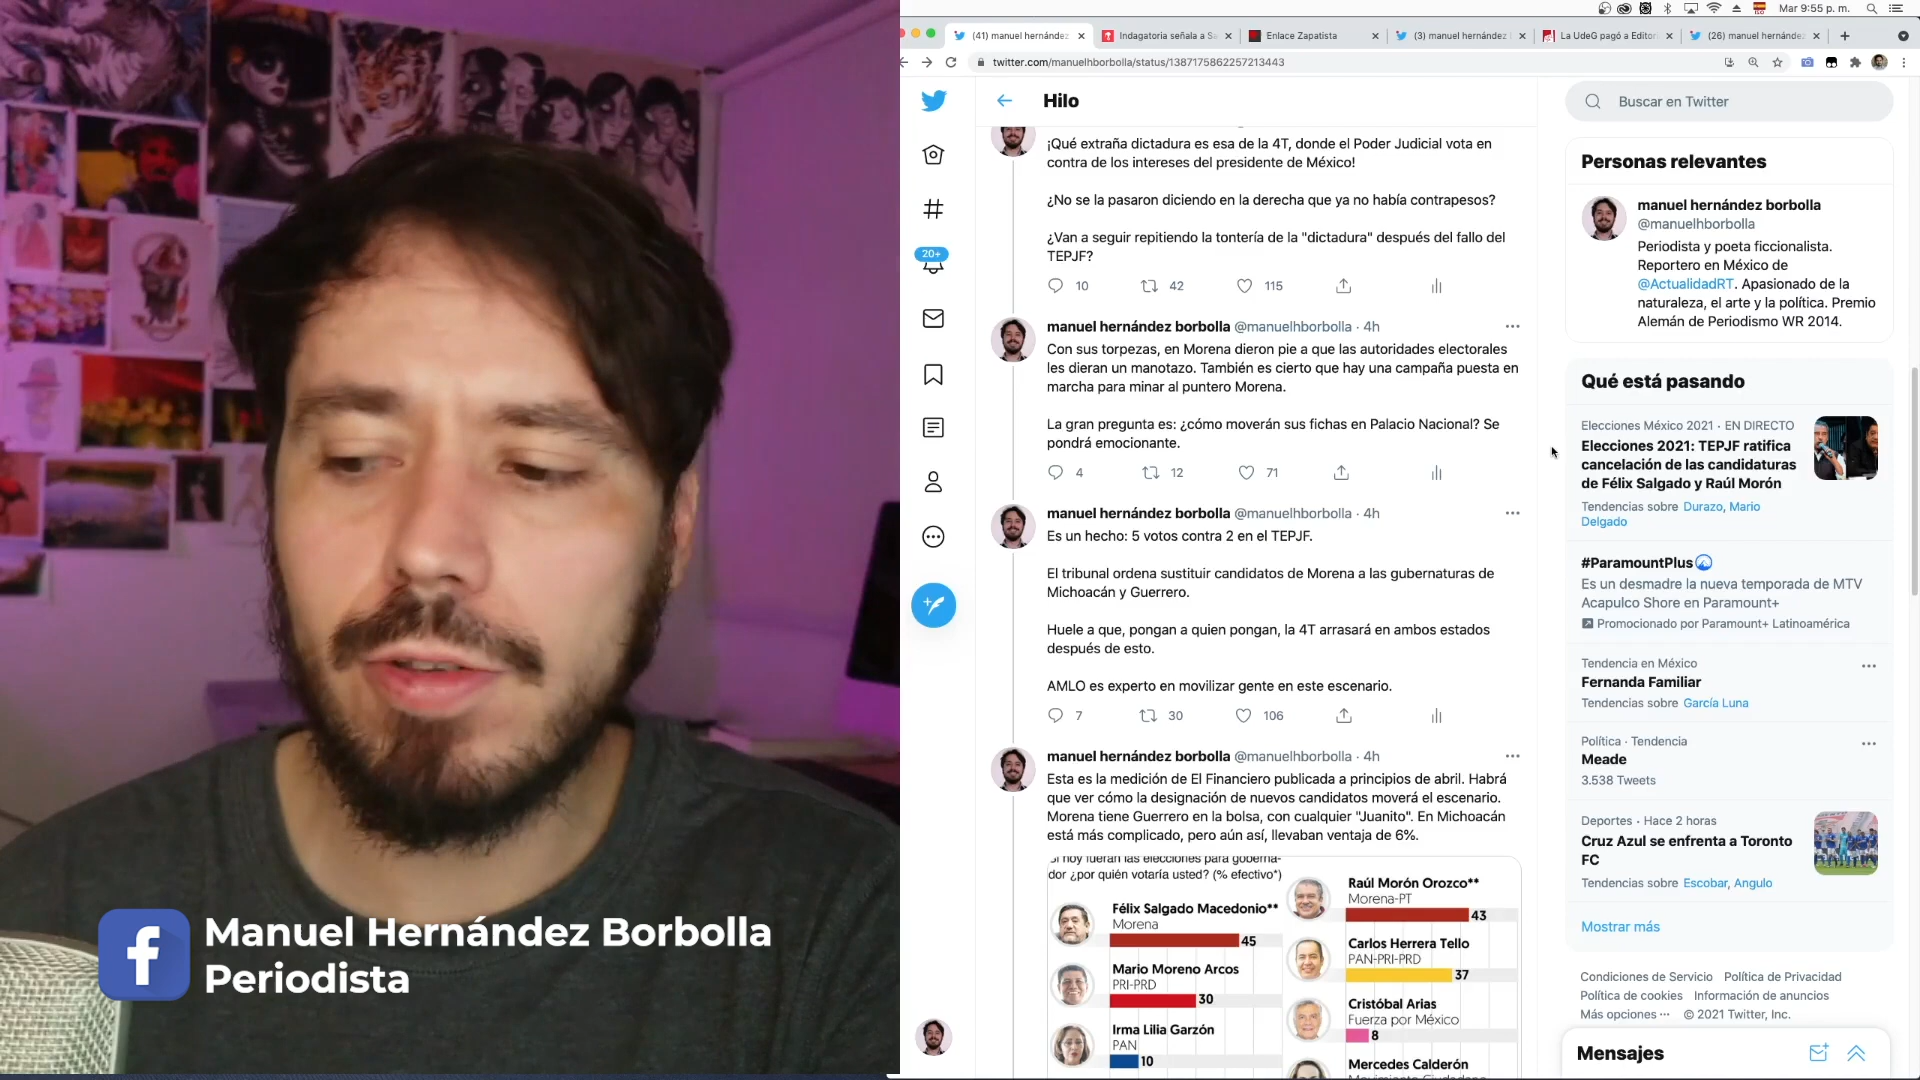 Mar 9:55 p. m.
(41) manuel hernández
Indagatoria señala a Sa
Enlace Zapatista
(3) manuel hernández
La UdeG pagó a Editori
(26) manuel hernández
twitter.com/manuelhborbolla/status/1387175862257213443
Hilo
Buscar en Twitter
¡Qué extraña dictadura es esa de la 4T, donde el Poder Judicial vota en
contra de los intereses del presidente de México!
¿No se la pasaron diciendo en la derecha que ya no había contrapesos?
¿Van a seguir repitiendo la tontería de la "dictadura" después del fallo del
TEPJF?
10 42 115
20+
manuel hernández borbolla @manuelhborbolla · 4h
Con sus torpezas, en Morena dieron pie a que las autoridades electorales
les dieran un manotazo. También es cierto que hay una campaña puesta en
marcha para minar al puntero Morena.
La gran pregunta es: ¿cómo moverán sus fichas en Palacio Nacional? Se
pondrá emocionante.
4 12 71
manuel hernández borbolla @manuelhborbolla · 4h
Es un hecho: 5 votos contra 2 en el TEPJF.
El tribunal ordena sustituir candidatos de Morena a las gubernaturas de
Michoacán y Guerrero.
Huele a que, pongan a quien pongan, la 4T arrasará en ambos estados
después de esto.
AMLO es experto en movilizar gente en este escenario.
7 30 106
manuel hernández borbolla @manuelhborbolla · 4h
Esta es la medición de El Financiero publicada a principios de abril. Habrá
que ver cómo la designación de nuevos candidatos moverá el escenario.
Morena tiene Guerrero en la bolsa, con cualquier "Juanito". En Michoacán
está más complicado, pero aún así, llevaban ventaja de 6%.
Si hoy fueran las elecciones para goberna-
dor ¿por quién votaría usted? (% efectivo*)
Félix Salgado Macedonio**
Morena
45
Mario Moreno Arcos
PRI-PRD
30
Irma Lilia Garzón
PAN
10
Raúl Morón Orozco**
Morena-PT
43
Carlos Herrera Tello
PAN-PRI-PRD
37
Cristóbal Arias
Fuerza por México
8
Mercedes Calderón
Movimiento Ciudadano
Personas relevantes
manuel hernández borbolla
@manuelhborbolla
Periodista y poeta ficcionalista.
Reportero en México de
@ActualidadRT. Apasionado de la
naturaleza, el arte y la política. Premio
Alemán de Periodismo WR 2014.
Qué está pasando
Elecciones México 2021 · EN DIRECTO
Elecciones 2021: TEPJF ratifica
cancelación de las candidaturas
de Félix Salgado y Raúl Morón
Tendencias sobre Durazo, Mario
Delgado
#ParamountPlus
Es un desmadre la nueva temporada de MTV
Acapulco Shore en Paramount+
Promocionado por Paramount+ Latinoamérica
Tendencia en México
Fernanda Familiar
Tendencias sobre García Luna
Política · Tendencia
Meade
3.538 Tweets
Deportes · Hace 2 horas
Cruz Azul se enfrenta a Toronto
FC
Tendencias sobre Escobar, Angulo
Mostrar más
Condiciones de Servicio Política de Privacidad
Política de cookies Información de anuncios
Más opciones ··· © 2021 Twitter, Inc.
Mensajes
f
Manuel Hernández Borbolla
Periodista